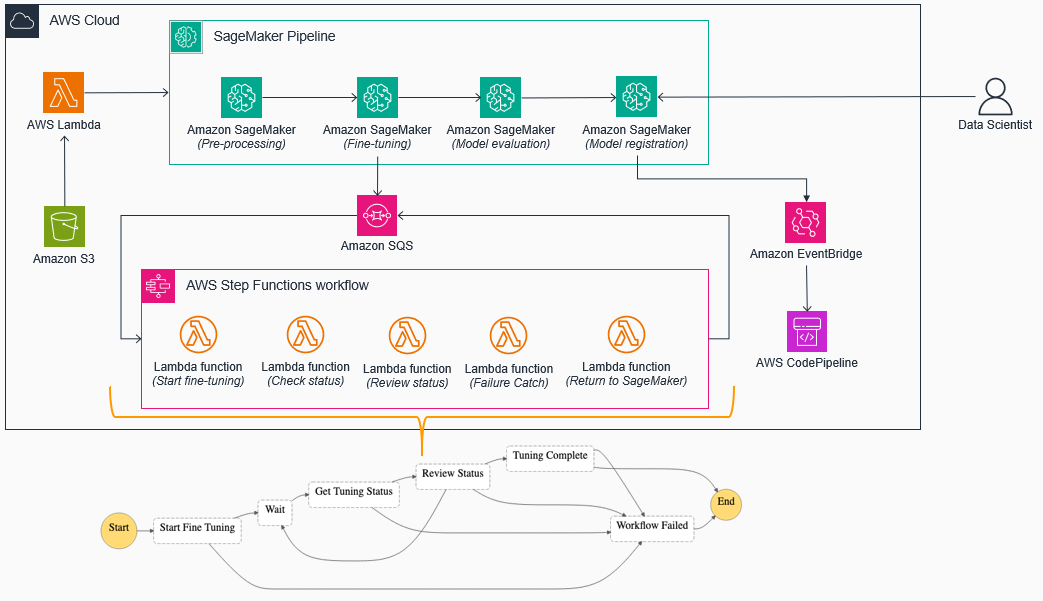 AWS Cloud
SageMaker Pipeline
AWS Lambda
Amazon SageMaker
(Pre-processing)
Amazon SageMaker
(Fine-tuning)
Amazon SageMaker
(Model evaluation)
Amazon SageMaker
(Model registration)
Data Scientist
Amazon S3
Amazon SQS
Amazon EventBridge
AWS Step Functions workflow
Lambda function
(Start fine-tuning)
Lambda function
(Check status)
Lambda function
(Review status)
Lambda function
(Failure Catch)
Lambda function
(Return to SageMaker)
AWS CodePipeline
Start
Start Fine Tuning
Wait
Get Tuning Status
Review Status
Tuning Complete
Workflow Failed
End